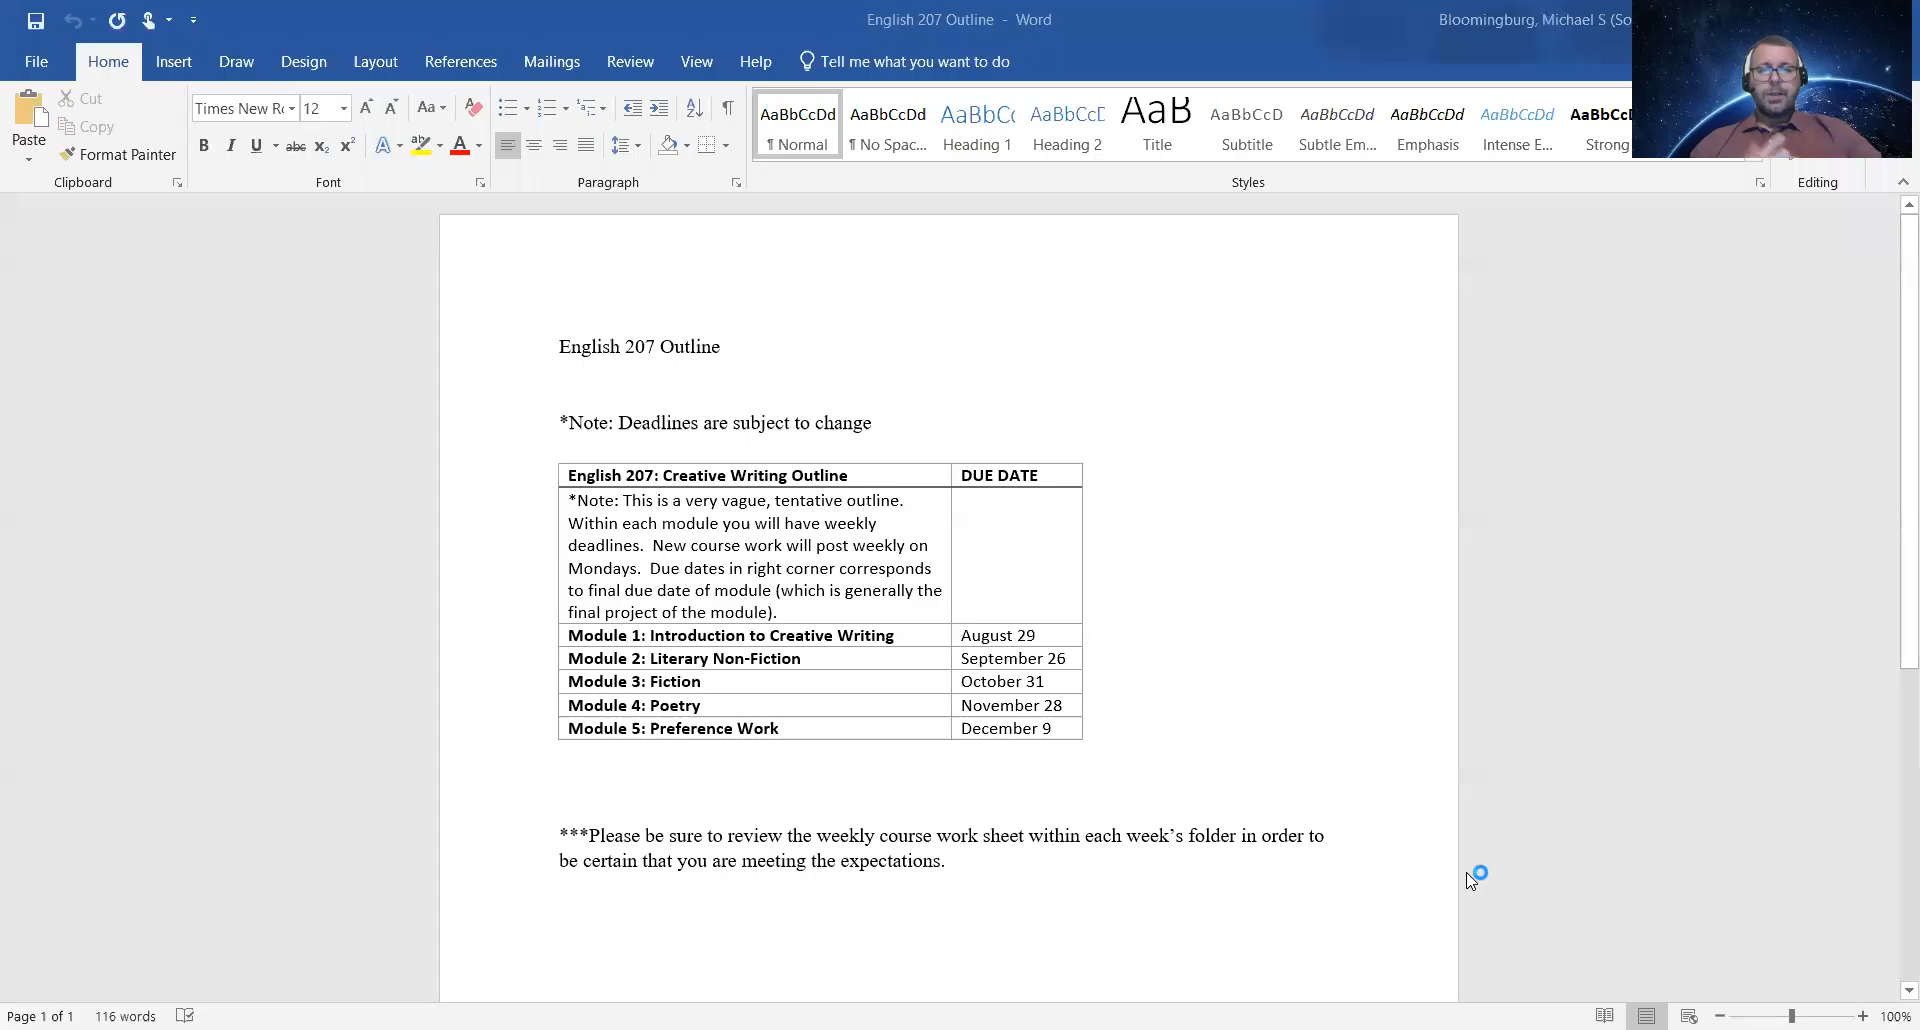 English 207 Outline - Word
Bloomingburg, Michael S (So
File Home Insert Draw Design Layout References Mailings Review View Help Tell me what you want to do
Paste
Cut
Copy
Format Painter
Clipboard
Times New Ro 12
Aa
B I U abc x₂ x²
A A
Font
Paragraph
AaBbCcDd AaBbCcDd AaBbCc AaBbCcD AaB AaBbCcD AaBbCcDd AaBbCcDd AaBbCcDd AaBbCcD
¶ Normal ¶ No Spac... Heading 1 Heading 2 Title Subtitle Subtle Em... Emphasis Intense E... Strong
Styles
Editing
English 207 Outline
*Note: Deadlines are subject to change
English 207: Creative Writing Outline DUE DATE
*Note: This is a very vague, tentative outline.
Within each module you will have weekly
deadlines. New course work will post weekly on
Mondays. Due dates in right corner corresponds
to final due date of module (which is generally the
final project of the module).
Module 1: Introduction to Creative Writing August 29
Module 2: Literary Non-Fiction September 26
Module 3: Fiction October 31
Module 4: Poetry November 28
Module 5: Preference Work December 9
***Please be sure to review the weekly course work sheet within each week's folder in order to
be certain that you are meeting the expectations.
Page 1 of 1 116 words 100%